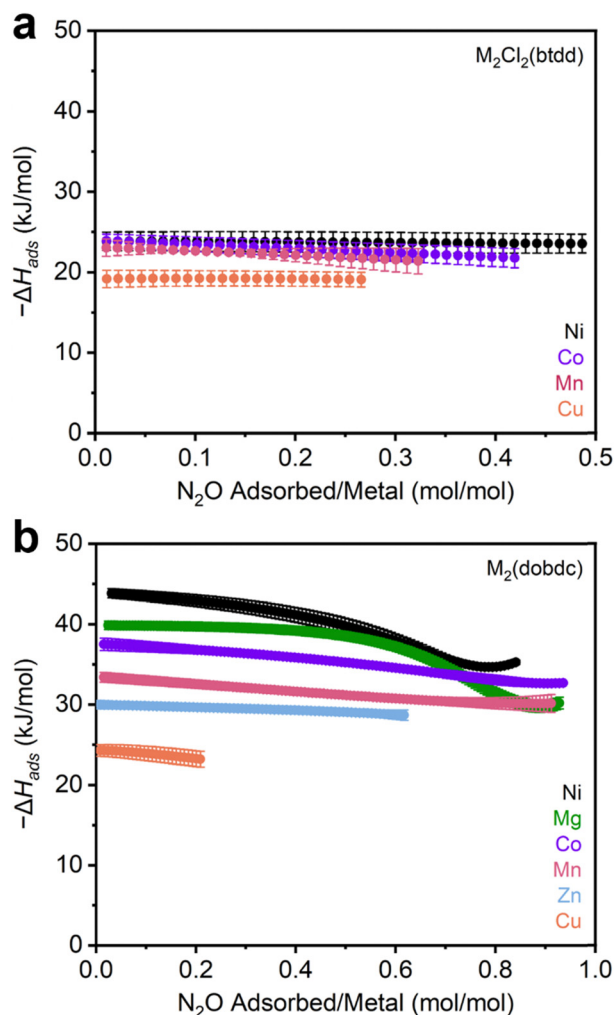 a
M₂Cl₂(btdd)
50
40
30
20
10
0
−ΔH_ads (kJ/mol)
Ni
Co
Mn
Cu
0.0 0.1 0.2 0.3 0.4 0.5
N₂O Adsorbed/Metal (mol/mol)
b
M₂(dobdc)
50
40
30
20
10
0
−ΔH_ads (kJ/mol)
Ni
Mg
Co
Mn
Zn
Cu
0.0 0.2 0.4 0.6 0.8 1.0
N₂O Adsorbed/Metal (mol/mol)